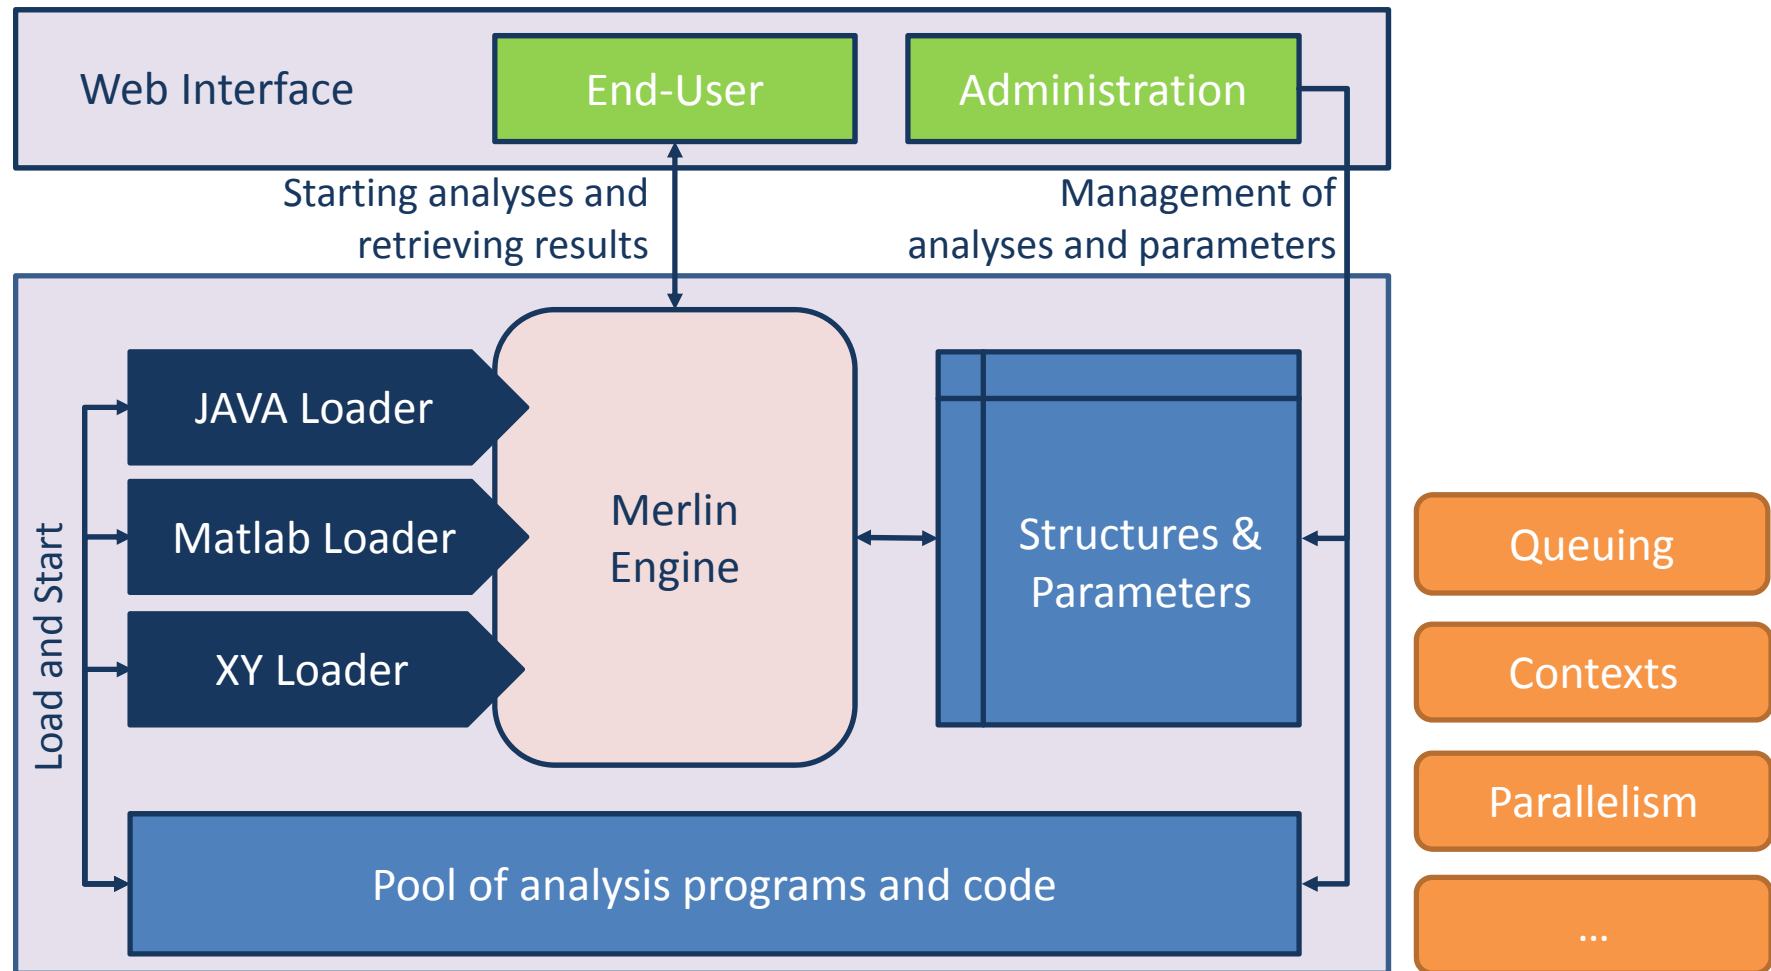 Web Interface
End-User
Administration
Starting analyses and
retrieving results
Management of
analyses and parameters
Load and Start
JAVA Loader
Matlab Loader
XY Loader
Merlin
Engine
Structures &
Parameters
Pool of analysis programs and code
Queuing
Contexts
Parallelism
...